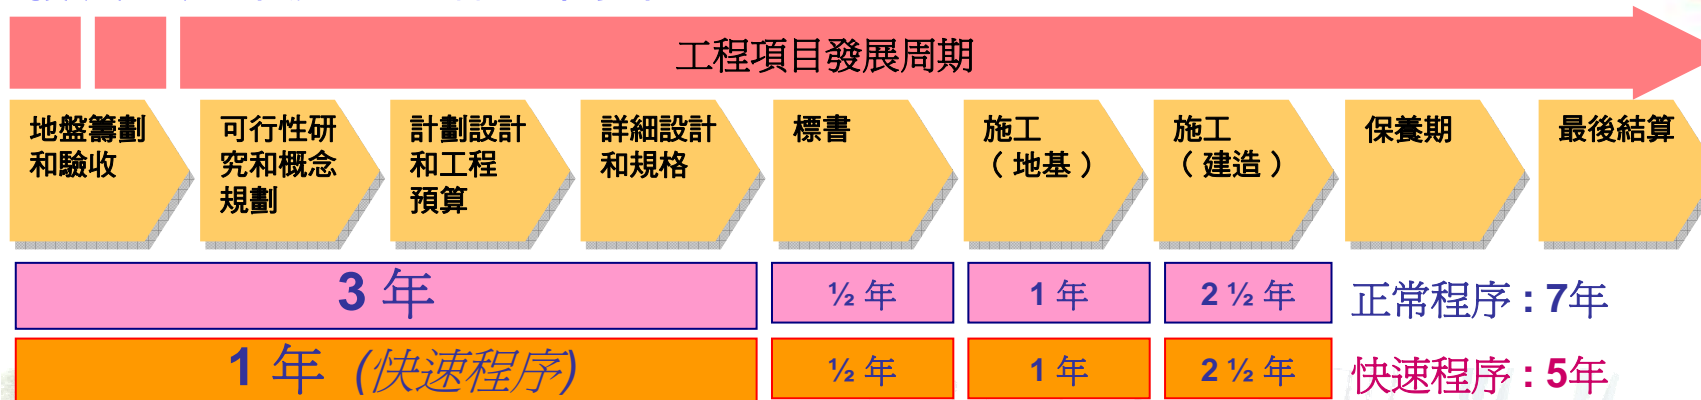 工程項目發展周期
地盤籌劃
和驗收
可行性研
究和概念
規劃
計劃設計
和工程
預算
詳細設計
和規格
標書
施工
（地基）
施工
（建造）
保養期
最後結算
3 年
½ 年
1 年
2 ½ 年
正常程序 : 7年
1 年 (快速程序)
½ 年
1 年
2 ½ 年
快速程序 : 5年